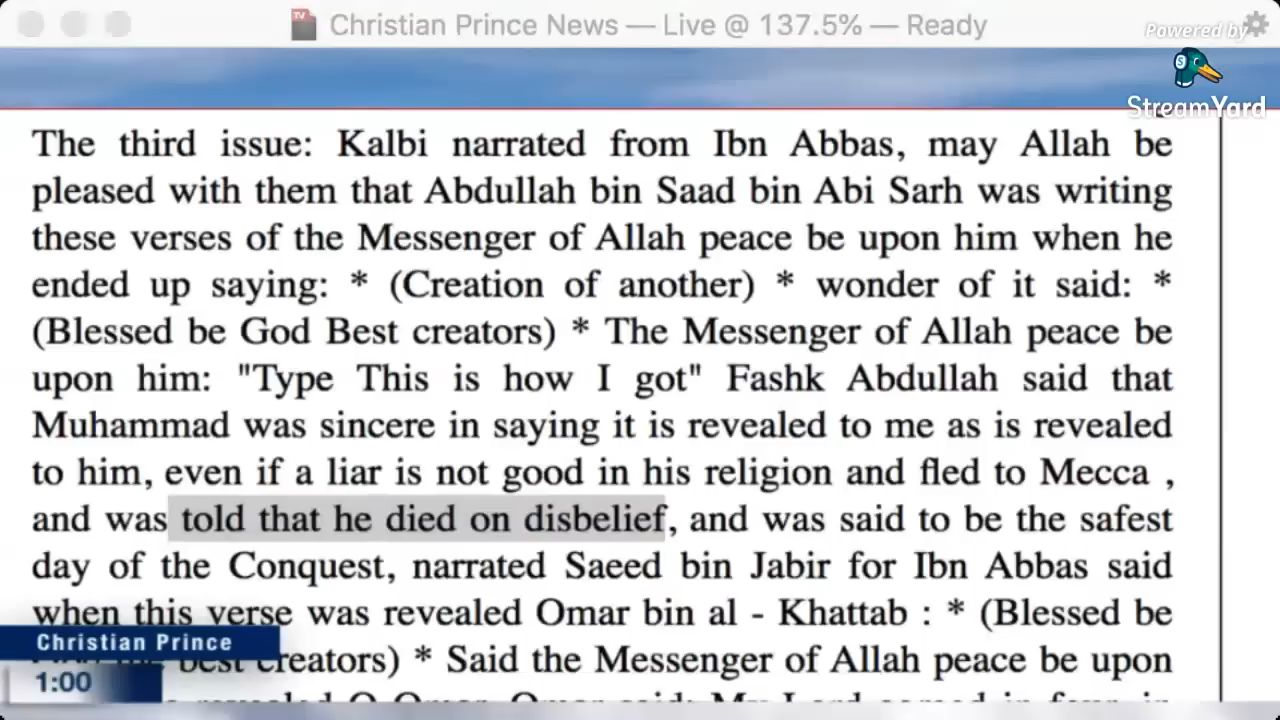 Christian Prince News — Live @ 137.5% — Ready
Powered by
StreamYard
The third issue: Kalbi narrated from Ibn Abbas, may Allah be
pleased with them that Abdullah bin Saad bin Abi Sarh was writing
these verses of the Messenger of Allah peace be upon him when he
ended up saying: * (Creation of another) * wonder of it said: *
(Blessed be God Best creators) * The Messenger of Allah peace be
upon him: "Type This is how I got" Fashk Abdullah said that
Muhammad was sincere in saying it is revealed to me as is revealed
to him, even if a liar is not good in his religion and fled to Mecca ,
and was told that he died on disbelief, and was said to be the safest
day of the Conquest, narrated Saeed bin Jabir for Ibn Abbas said
when this verse was revealed Omar bin al - Khattab : * (Blessed be
best creators) * Said the Messenger of Allah peace be upon
Christian Prince
1:00